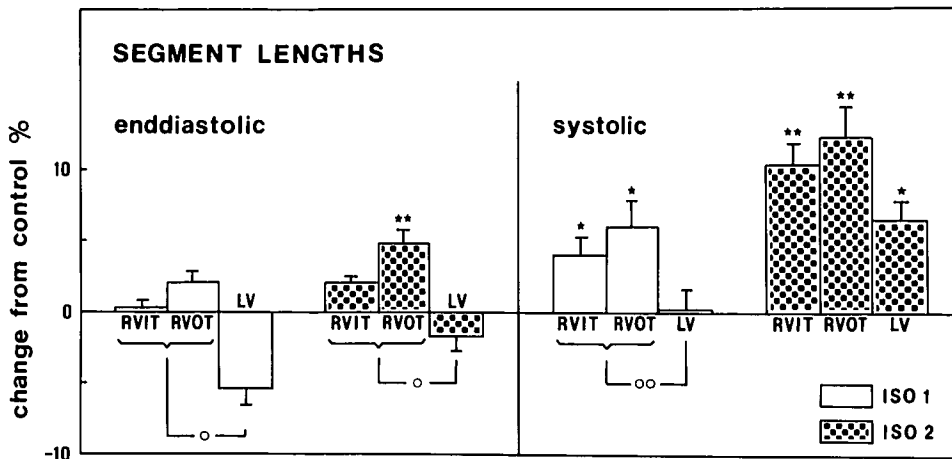 SEGMENT LENGTHS
enddiastolic
systolic
change from control %
10
0
-10
**
*
*
**
**
*
LV
LV
RVIT RVOT
RVIT RVOT
RVIT RVOT LV
RVIT RVOT LV
○
○
○○
ISO 1
ISO 2